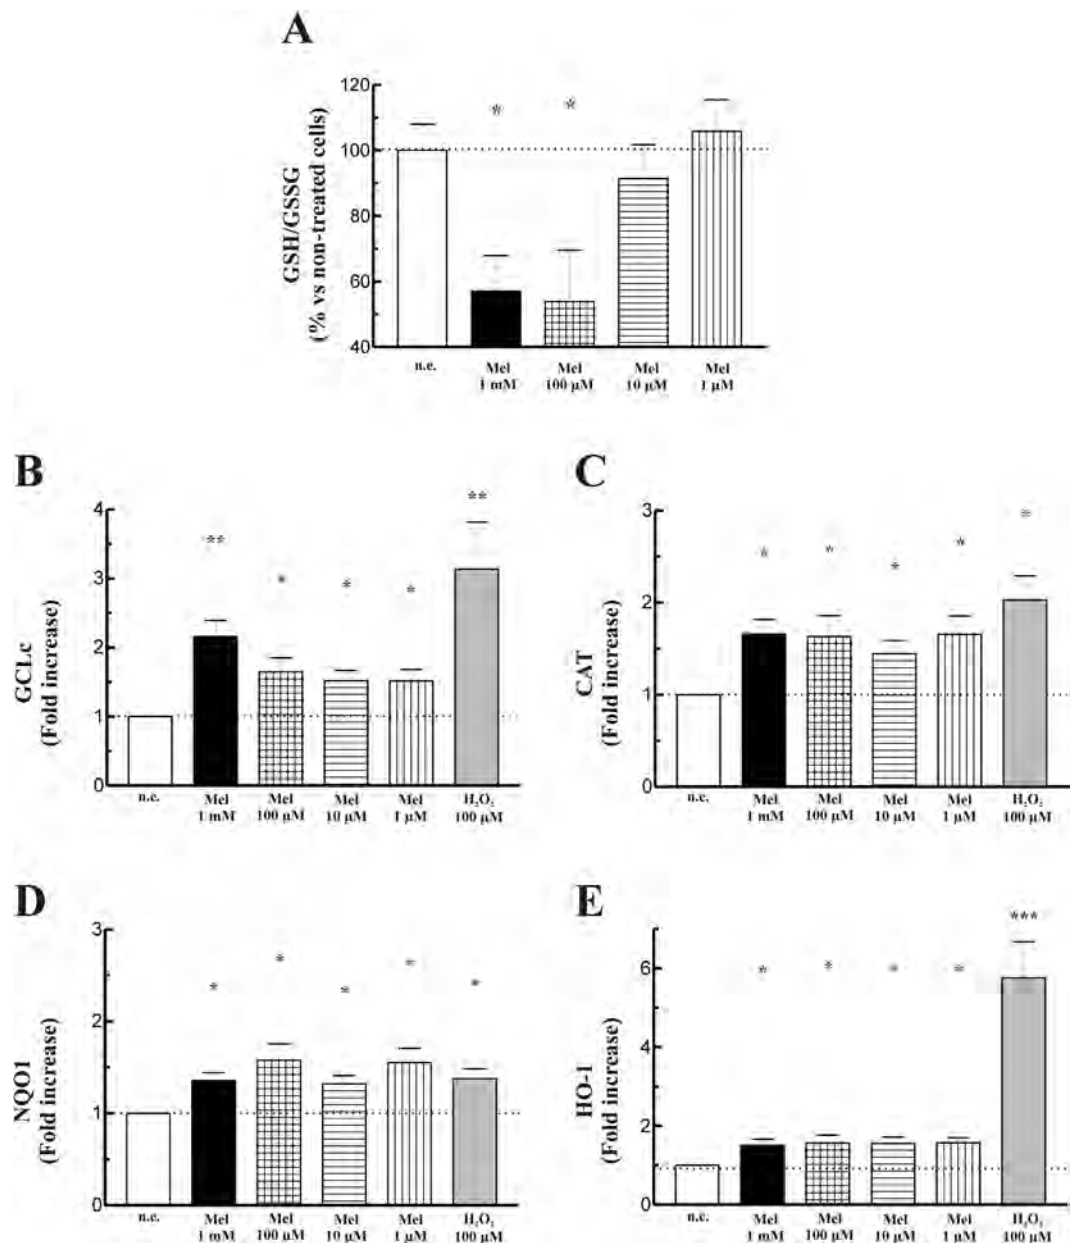 A
GSH/GSSG
(% vs non-treated cells)
120
100
80
60
40
* *
n.c. Mel Mel Mel Mel
1 mM 100 µM 10 µM 1 µM
B
GCLc
(Fold increase)
4
3
2
1
0
** * * * **
n.c. Mel Mel Mel Mel H₂O₂
1 mM 100 µM 10 µM 1 µM 100 µM
C
CAT
(Fold increase)
3
2
1
0
* * * * *
n.c. Mel Mel Mel Mel H₂O₂
1 mM 100 µM 10 µM 1 µM 100 µM
D
NQO1
(Fold increase)
3
2
1
0
* * * * *
n.c. Mel Mel Mel Mel H₂O₂
1 mM 100 µM 10 µM 1 µM 100 µM
E
HO-1
(Fold increase)
6
4
2
0
* * * * ***
n.c. Mel Mel Mel Mel H₂O₂
1 mM 100 µM 10 µM 1 µM 100 µM